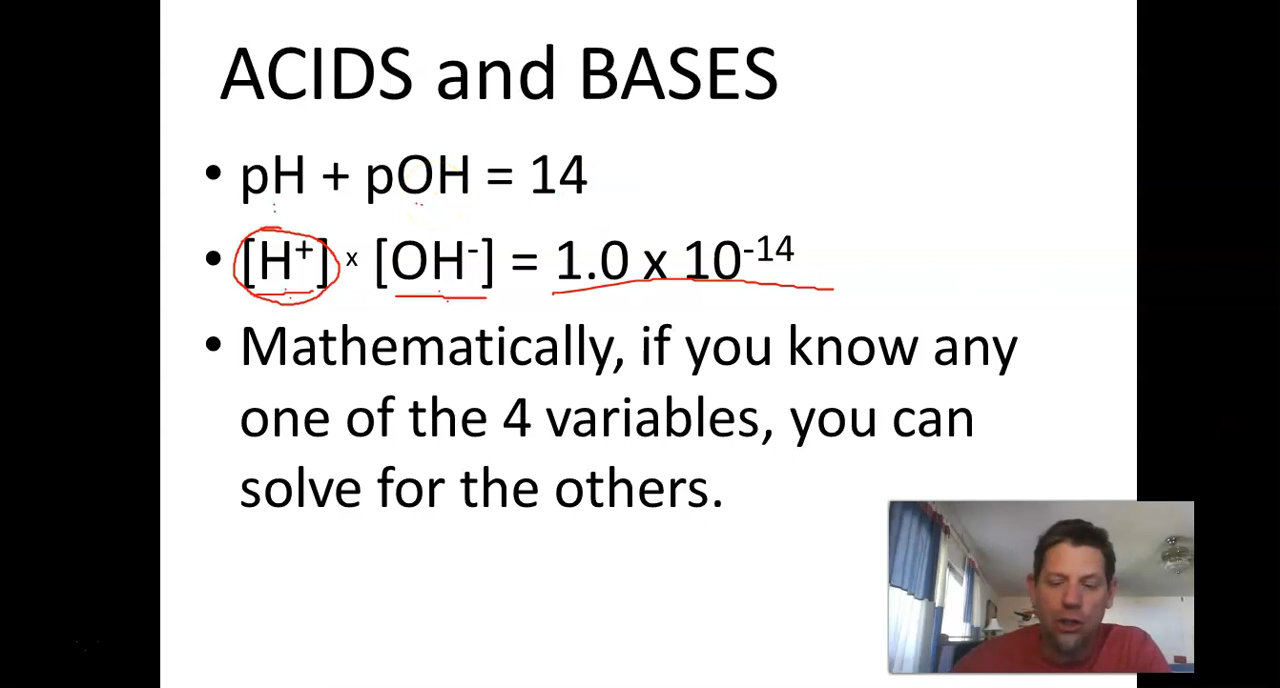 ACIDS and BASES
• pH + pOH = 14
• [H⁺] x [OH⁻] = 1.0 x 10⁻¹⁴
• Mathematically, if you know any
one of the 4 variables, you can
solve for the others.